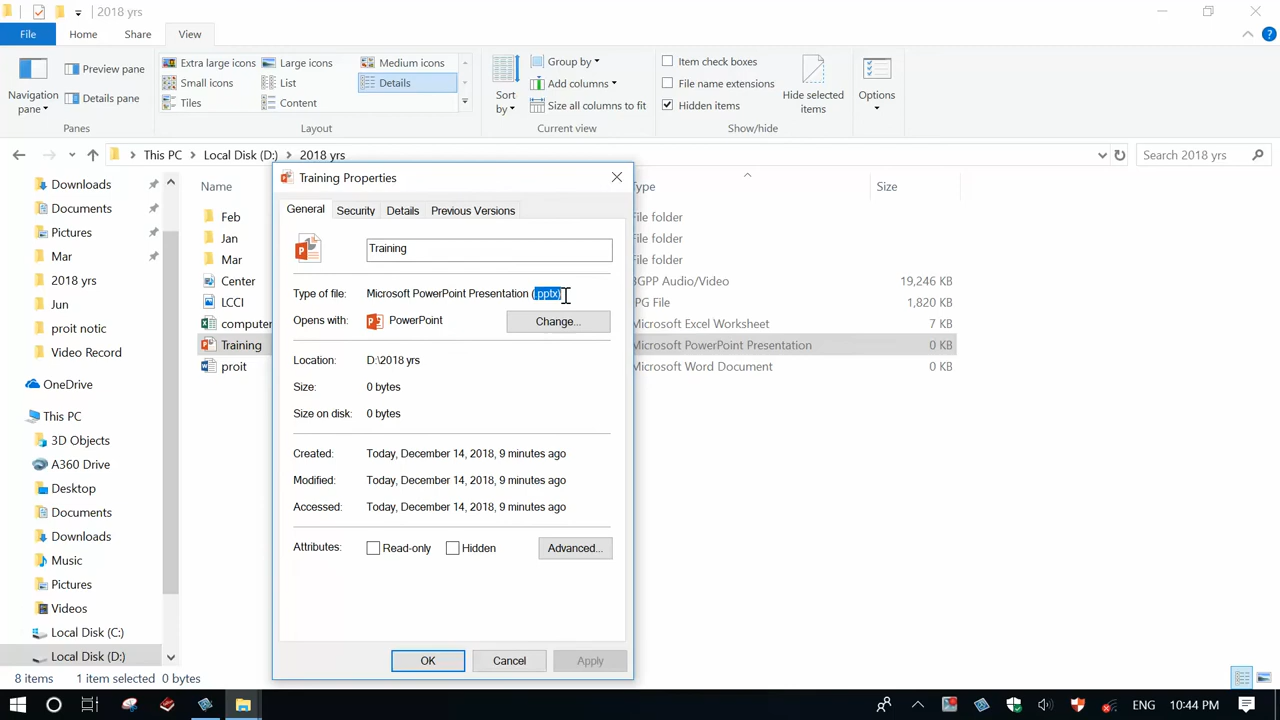 2018 yrs
File Home Share View
Extra large icons Large icons Medium icons
Small icons List Details
Tiles Content
Navigation pane
Preview pane
Details pane
Sort by
Group by
Add columns
Size all columns to fit
Item check boxes
File name extensions
Hidden items
Hide selected items
Options
Panes Layout Current view Show/hide
This PC Local Disk (D:) 2018 yrs
Search 2018 yrs
Downloads
Documents
Pictures
Mar
2018 yrs
Jun
proit notic
Video Record
OneDrive
This PC
3D Objects
A360 Drive
Desktop
Documents
Downloads
Music
Pictures
Videos
Local Disk (C:)
Local Disk (D:)
Name Type Size
Feb File folder
Jan File folder
Mar File folder
Center 3GPP Audio/Video 19,246 KB
LCCI PG File 1,820 KB
computer Microsoft Excel Worksheet 7 KB
Training Microsoft PowerPoint Presentation 0 KB
proit Microsoft Word Document 0 KB
Training Properties
General Security Details Previous Versions
Training
Type of file: Microsoft PowerPoint Presentation (.pptx)
Opens with: PowerPoint Change...
Location: D:\2018 yrs
Size: 0 bytes
Size on disk: 0 bytes
Created: Today, December 14, 2018, 9 minutes ago
Modified: Today, December 14, 2018, 9 minutes ago
Accessed: Today, December 14, 2018, 9 minutes ago
Attributes: Read-only Hidden Advanced...
OK Cancel Apply
8 items 1 item selected 0 bytes
ENG 10:44 PM